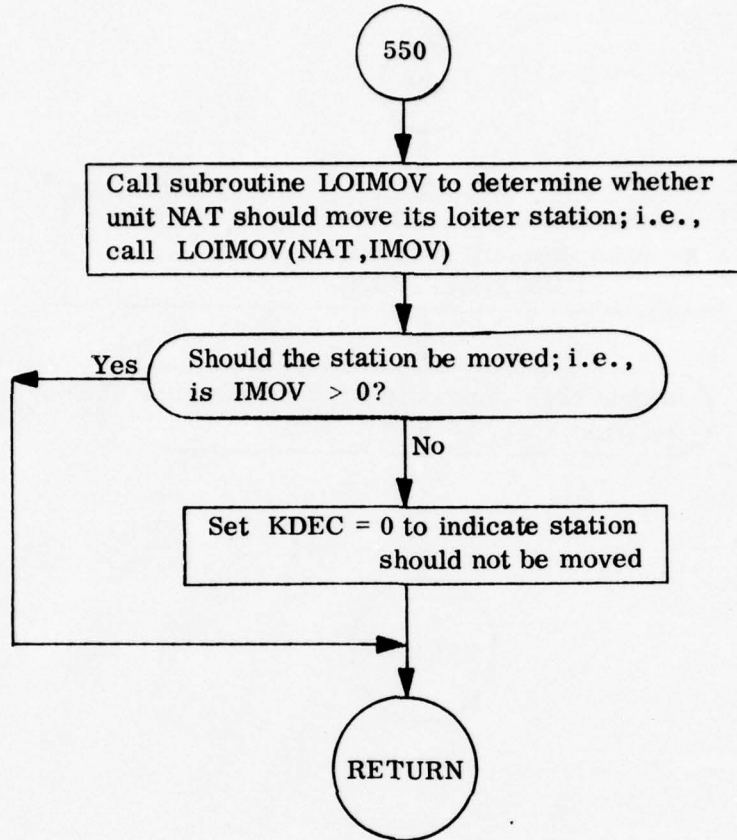 550
Call subroutine LOIMOV to determine whether
unit NAT should move its loiter station; i.e.,
call LOIMOV(NAT,IMOV)
Yes
Should the station be moved; i.e.,
is IMOV > 0?
No
Set KDEC = 0 to indicate station
should not be moved
RETURN